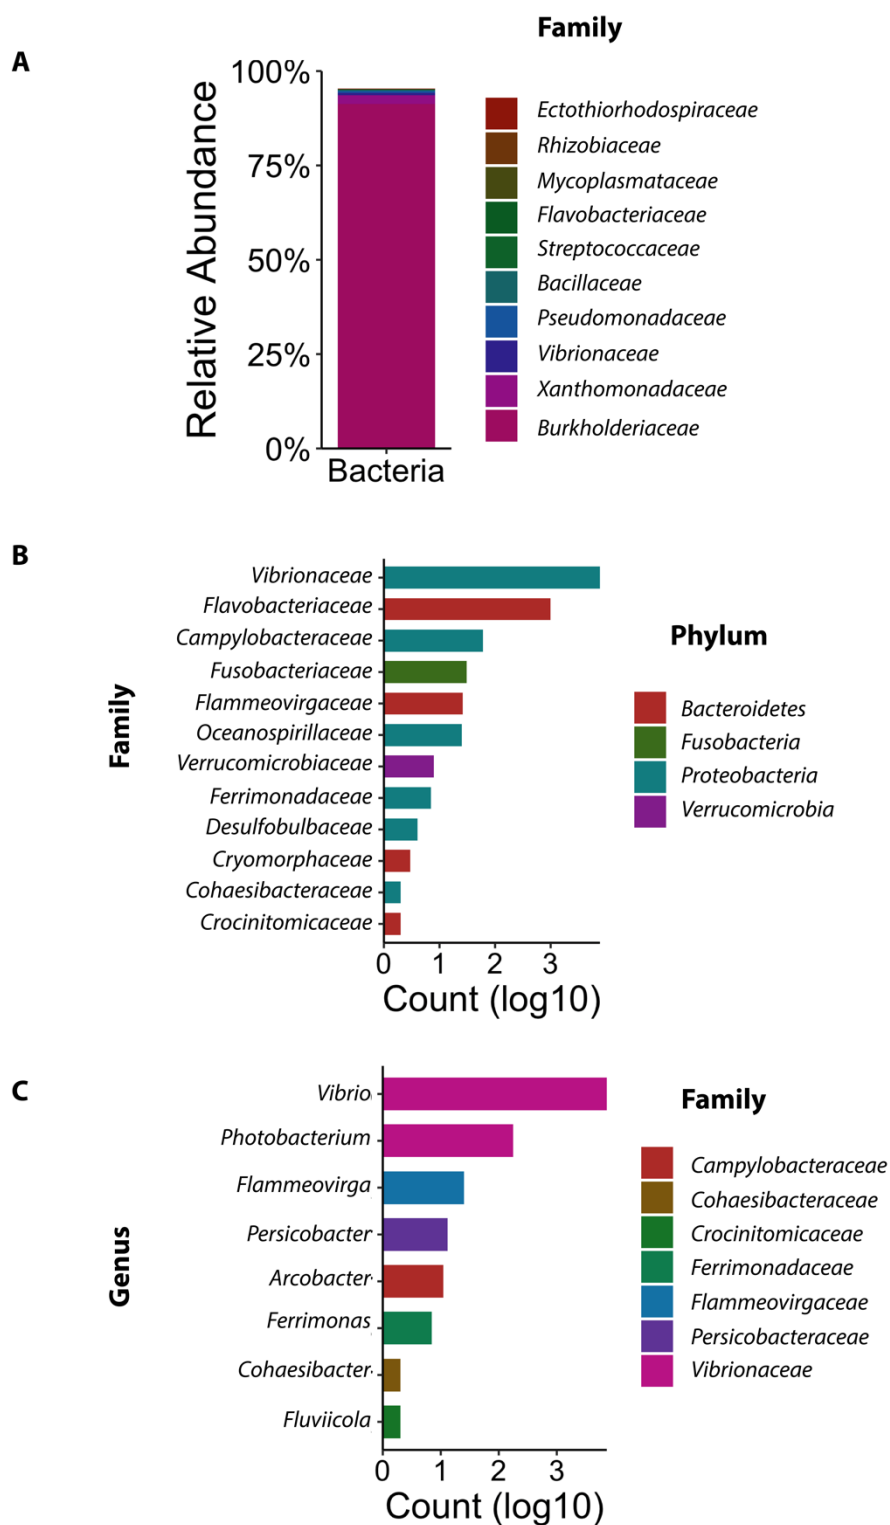 A
Family
100%
75%
50%
25%
0%
Relative Abundance
Bacteria
Ectothiorhodospiraceae
Rhizobiaceae
Mycoplasmataceae
Flavobacteriaceae
Streptococcaceae
Bacillaceae
Pseudomonadaceae
Vibrionaceae
Xanthomonadaceae
Burkholderiaceae
B
Family
Vibrionaceae
Flavobacteriaceae
Campylobacteraceae
Fusobacteriaceae
Flammeovirgaceae
Oceanospirillaceae
Verrucomicrobiaceae
Ferrimonadaceae
Desulfobulbaceae
Cryomorphaceae
Cohaesibacteraceae
Crocinitomicaceae
0 1 2 3
Count (log10)
Phylum
Bacteroidetes
Fusobacteria
Proteobacteria
Verrucomicrobia
C
Genus
Vibrio
Photobacterium
Flammeovirga
Persicobacter
Arcobacter
Ferrimonas
Cohaesibacter
Fluviicola
0 1 2 3
Count (log10)
Family
Campylobacteraceae
Cohaesibacteraceae
Crocinitomicaceae
Ferrimonadaceae
Flammeovirgaceae
Persicobacteraceae
Vibrionaceae